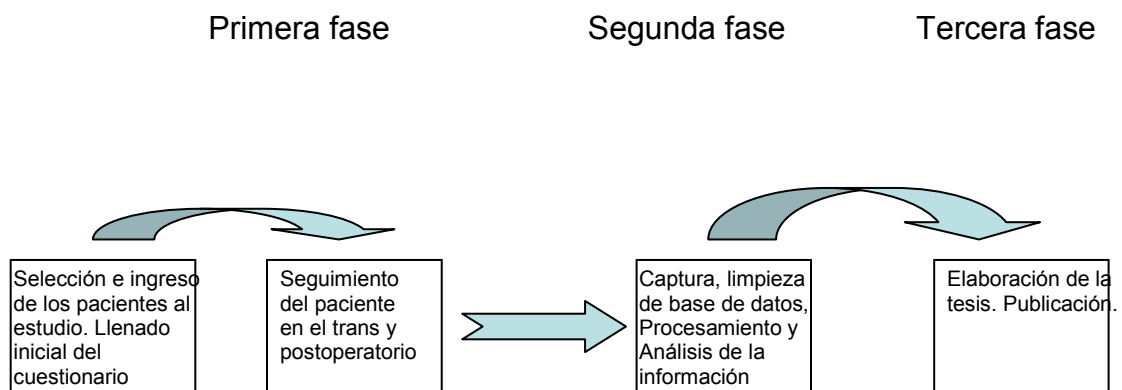 Primera fase
Segunda fase
Tercera fase
Selección e ingreso
de los pacientes al
estudio. Llenado
inicial del
cuestionario
Seguimiento
del paciente
en el trans y
postoperatorio
Captura, limpieza
de base de datos,
Procesamiento y
Análisis de la
información
Elaboración de la
tesis. Publicación.